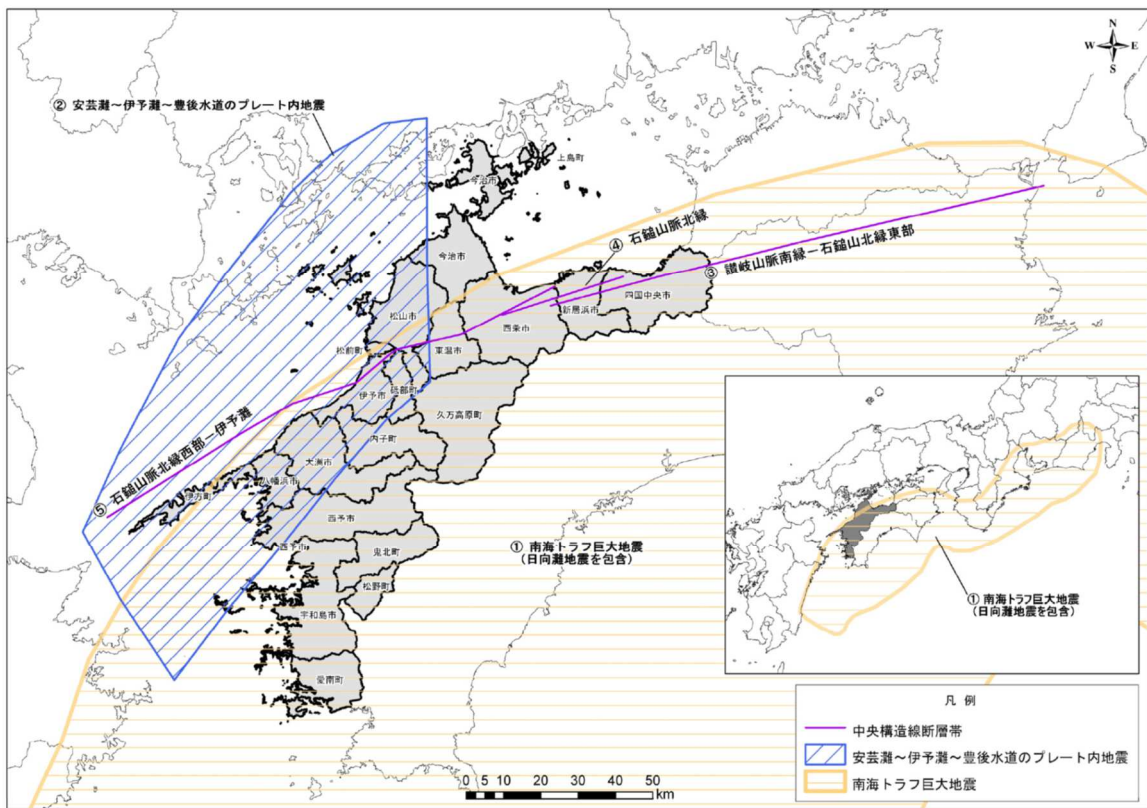 N
W E
S
② 安芸灘～伊予灘～豊後水道のプレート内地震
上島町
今治市
今治市
④ 石鎚山脈北縁
③ 讃岐山脈南縁－石鎚山北縁東部
四国中央市
新居浜市
西条市
松山市
東温市
松前町
伊予市
砥部町
久万高原町
内子町
大洲市
八幡浜市
伊方町
⑤ 石鎚山脈北縁西部－伊予灘
西予市
西予市
鬼北町
松野町
宇和島市
愛南町
① 南海トラフ巨大地震
（日向灘地震を包含）
① 南海トラフ巨大地震
（日向灘地震を包含）
凡 例
中央構造線断層帯
安芸灘～伊予灘～豊後水道のプレート内地震
南海トラフ巨大地震
0 5 10 20 30 40 50
km